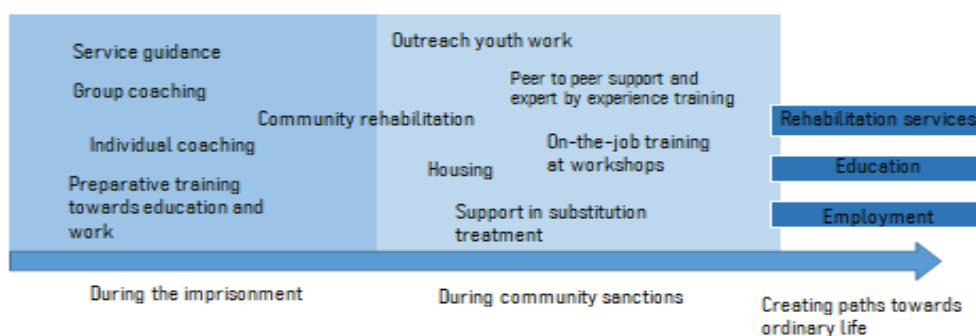 Service guidance
Group coaching
Community rehabilitation
Individual coaching
Preparative training
towards education and
work
Outreach youth work
Peer to peer support and
expert by experience training
On-the-job training
at workshops
Housing
Support in substitution
treatment
Rehabilitation services
Education
Employment
During the imprisonment
During community sanctions
Creating paths towards
ordinary life